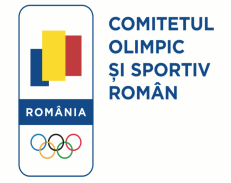 COMITETUL
OLIMPIC
ȘI SPORTIV
ROMÂN
ROMÂNIA